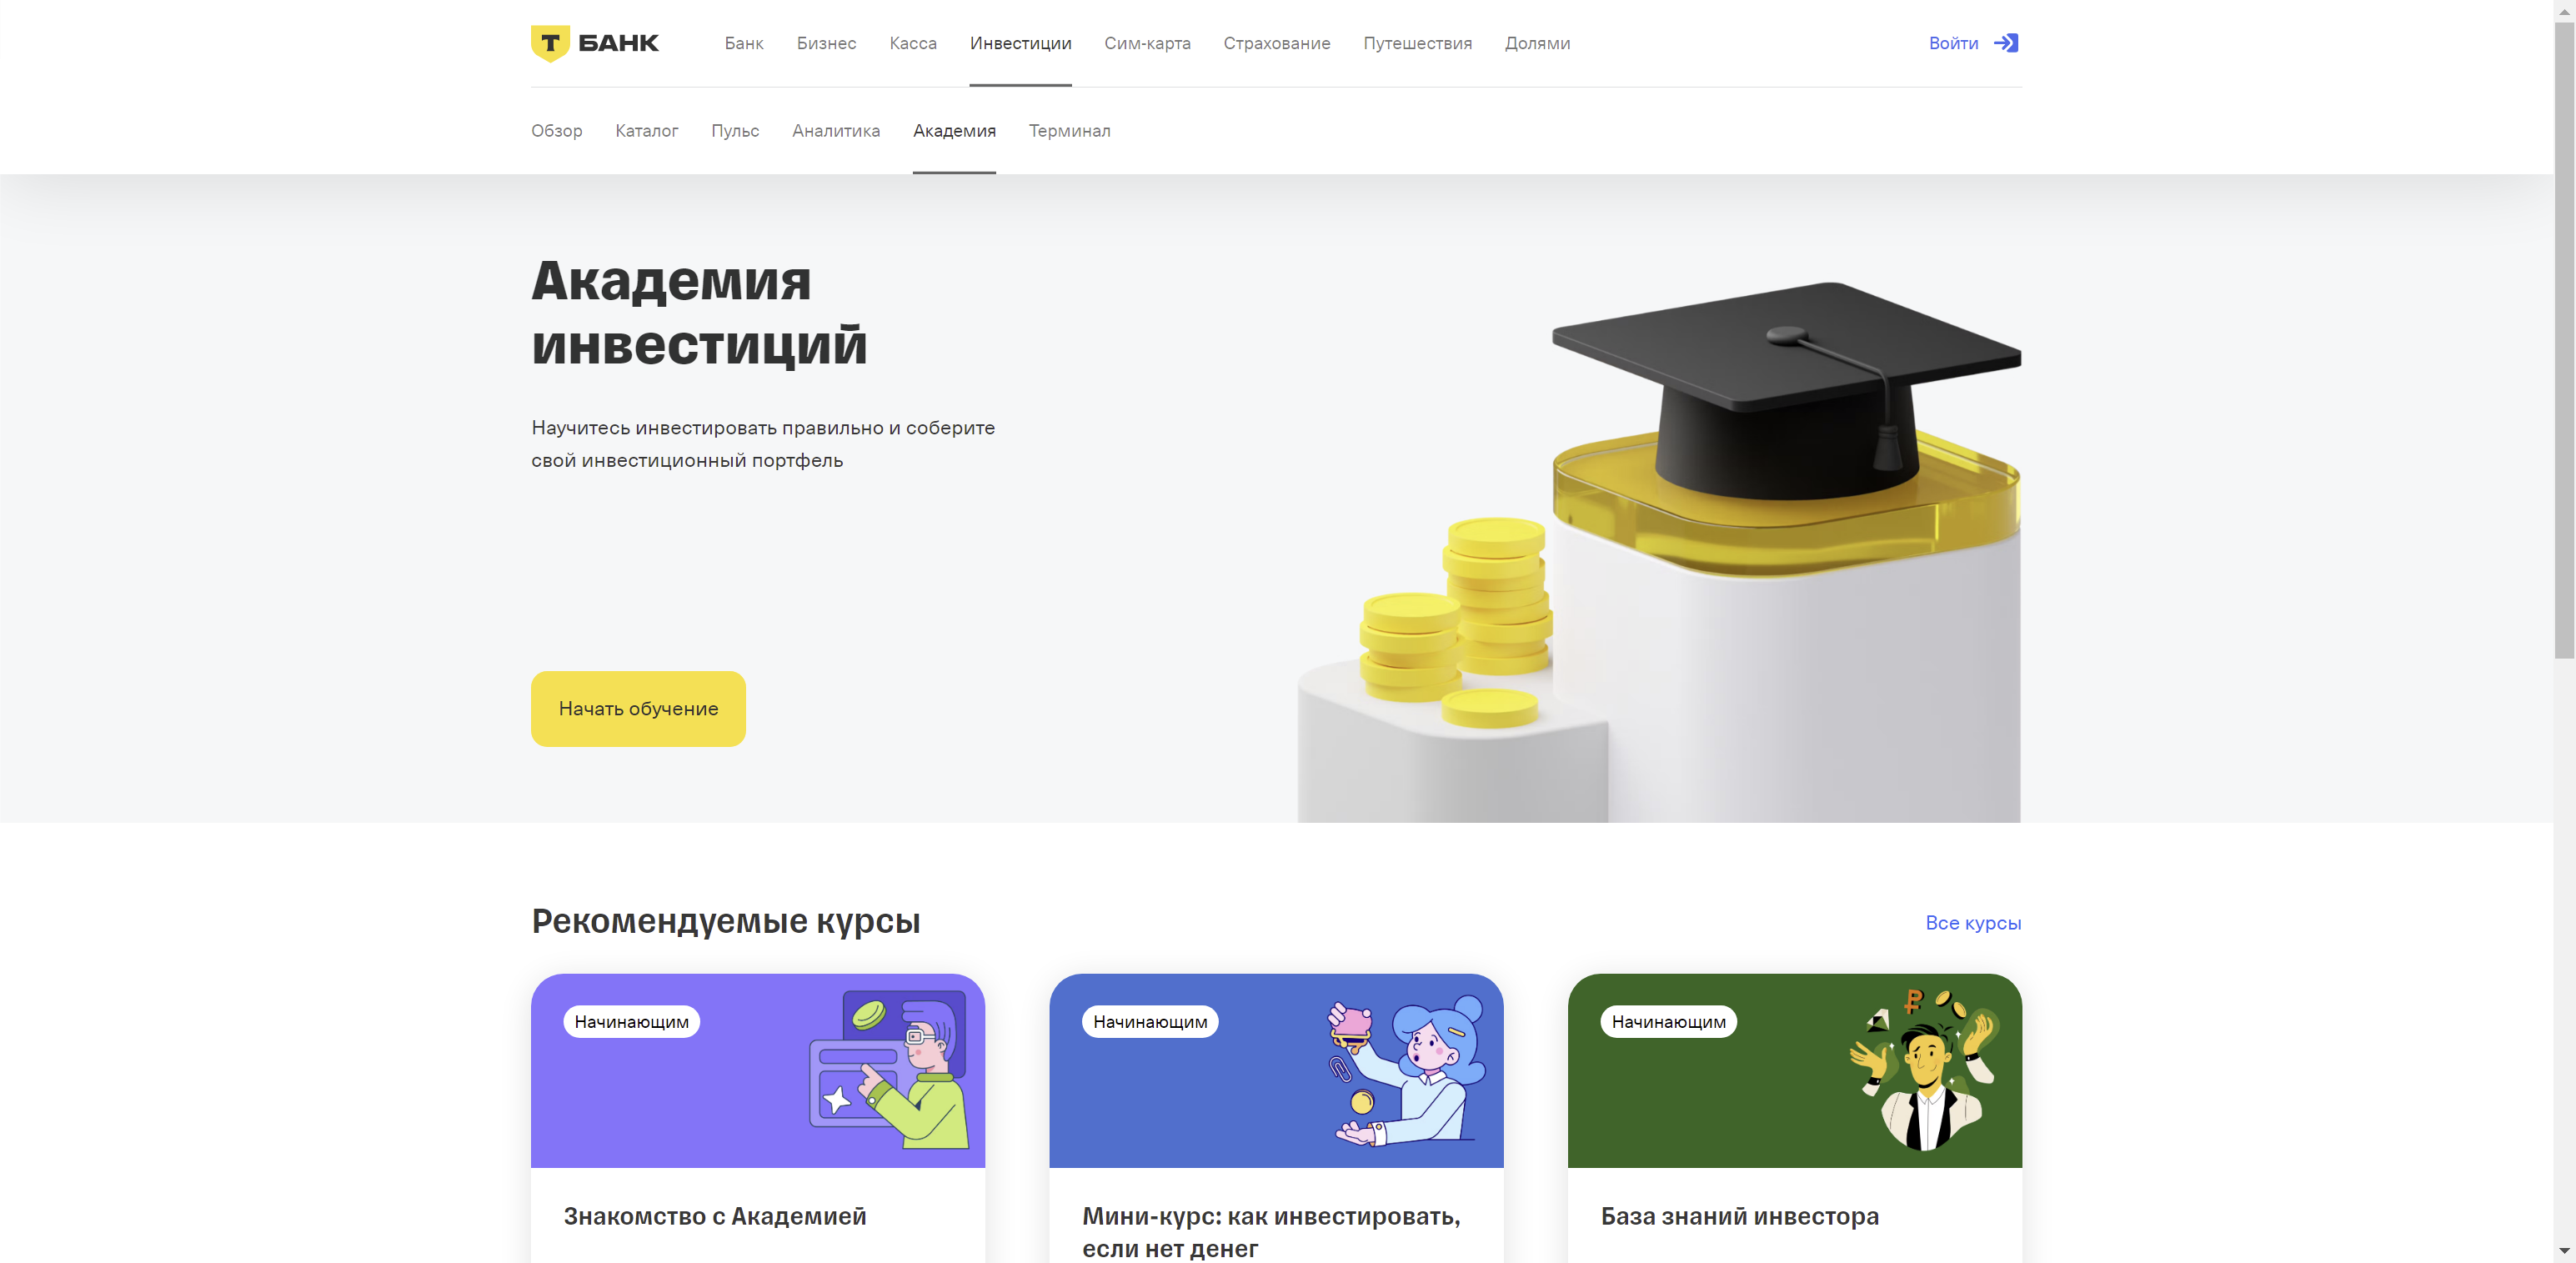 Т БАНК
Банк Бизнес Касса Инвестиции Сим-карта Страхование Путешествия Долями
Войти
Обзор Каталог Пульс Аналитика Академия Терминал
Академия
инвестиций
Научитесь инвестировать правильно и соберите
свой инвестиционный портфель
Начать обучение
Рекомендуемые курсы
Все курсы
Начинающим
Знакомство с Академией
Начинающим
Мини-курс: как инвестировать,
если нет денег
Начинающим
База знаний инвестора